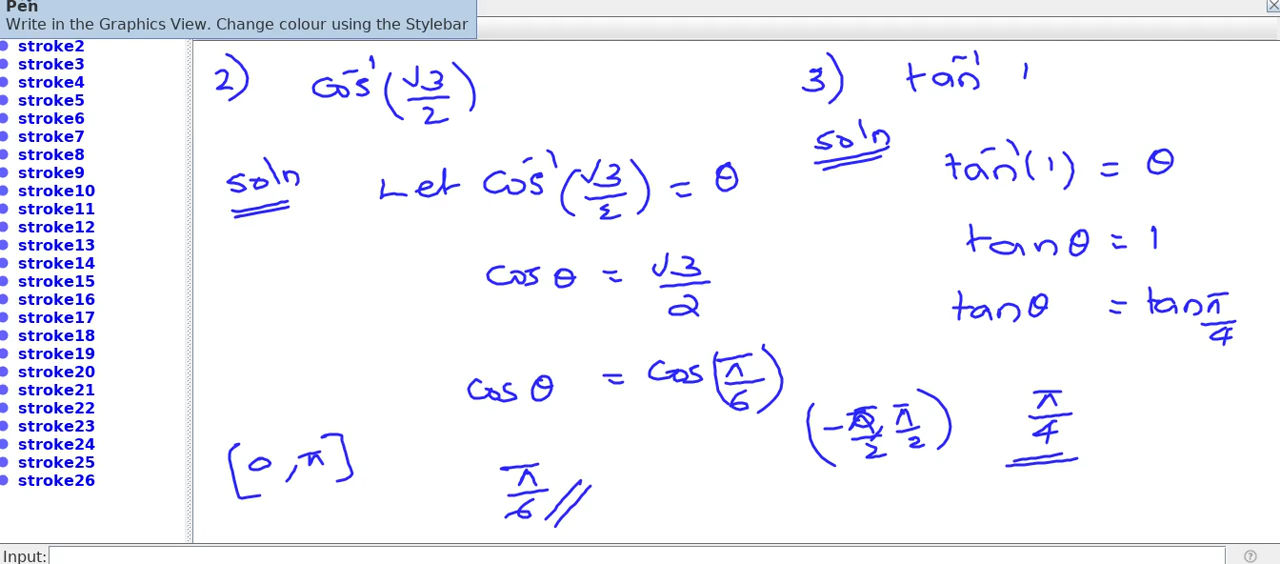 Pen
Write in the Graphics View. Change colour using the Stylebar
stroke2
stroke3
stroke4
stroke5
stroke6
stroke7
stroke8
stroke9
stroke10
stroke11
stroke12
stroke13
stroke14
stroke15
stroke16
stroke17
stroke18
stroke19
stroke20
stroke21
stroke22
stroke23
stroke24
stroke25
stroke26
2) cos⁻¹(√3/2)
soln Let cos⁻¹(√3/2) = θ
cos θ = √3/2
cos θ = cos(π/6)
[0, π]
π/6 //
3) tan⁻¹ 1
soln
tan⁻¹(1) = θ
tan θ = 1
tan θ = tan π/4
(-π/2, π/2) π/4
Input: